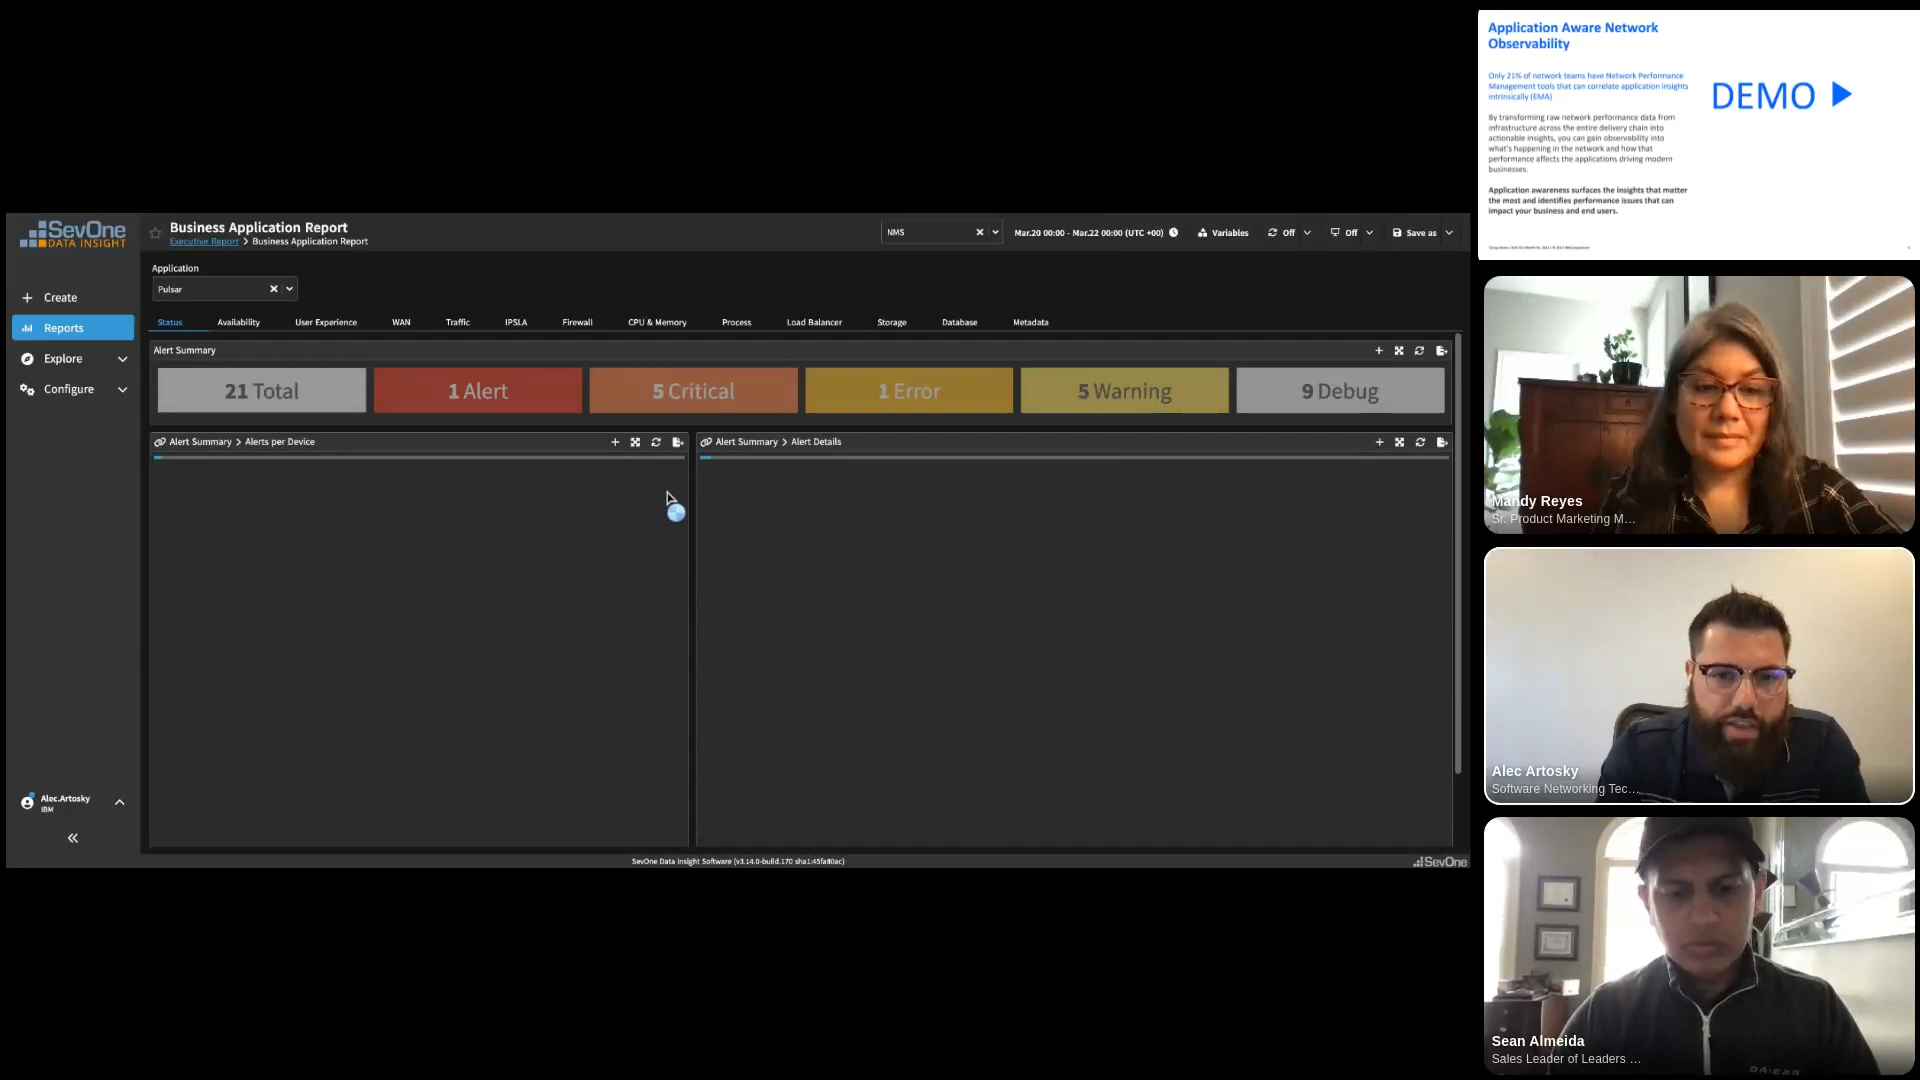 SevOne
DATA INSIGHT
Create
Reports
Explore
Configure
Alec.Artosky
IBM
Business Application Report
Executive Report > Business Application Report
NMS
Mar.20 00:00 - Mar.22 00:00 (UTC +00)
Variables
Off
Off
Save as
Application
Pulsar
Status Availability User Experience WAN Traffic IPSLA Firewall CPU & Memory Process Load Balancer Storage Database Metadata
Alert Summary
21 Total
1 Alert
5 Critical
1 Error
5 Warning
9 Debug
Alert Summary > Alerts per Device
Alert Summary > Alert Details
SevOne Data Insight Software (v3.14.0-build.170 sha1:45fa80ac)
SevOne
Application Aware Network
Observability
Only 21% of network teams have Network Performance
Management tools that can correlate application insights
intrinsically (EMA)
By transforming raw network performance data from
infrastructure across the entire delivery chain into
actionable insights, you can gain observability into
what's happening in the network and how that
performance affects the applications driving modern
businesses.
Application awareness surfaces the insights that matter
the most and identifies performance issues that can
impact your business and end users.
DEMO
Mandy Reyes
Sr. Product Marketing M...
Alec Artosky
Software Networking Tec...
Sean Almeida
Sales Leader of Leaders ...